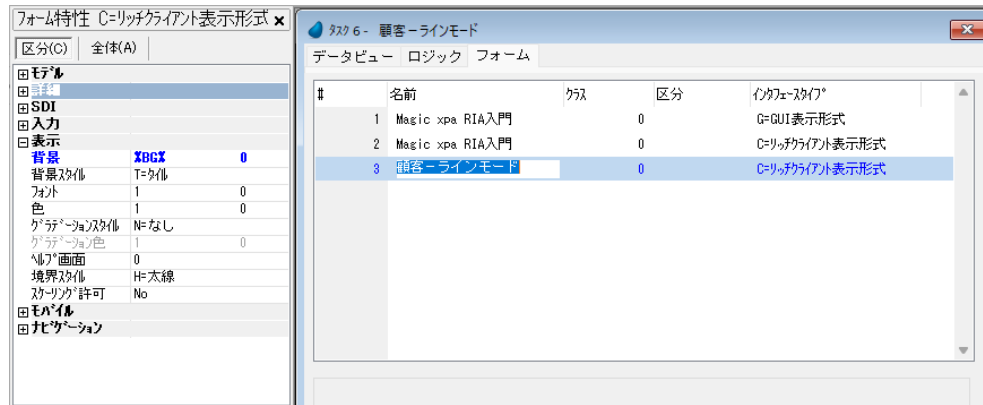 フォーム特性 C=リッチクライアント表示形式
区分(C) 全体(A)
モデル
詳細
SDI
入力
表示
背景 %BG% 0
背景スタイル T=タイル
フォント 1 0
色 1 0
グラデーションスタイル N=なし
グラデーション色 1 0
ヘルプ画面 0
境界スタイル H=太線
スケーリング許可 No
モバイル
ナビゲーション
タスク 6 - 顧客－ラインモード
データビュー ロジック フォーム
# 名前 クラス 区分 インタフェースタイプ
1 Magic xpa RIA入門 0 G=GUI表示形式
2 Magic xpa RIA入門 0 C=リッチクライアント表示形式
3 顧客－ラインモード 0 C=リッチクライアント表示形式